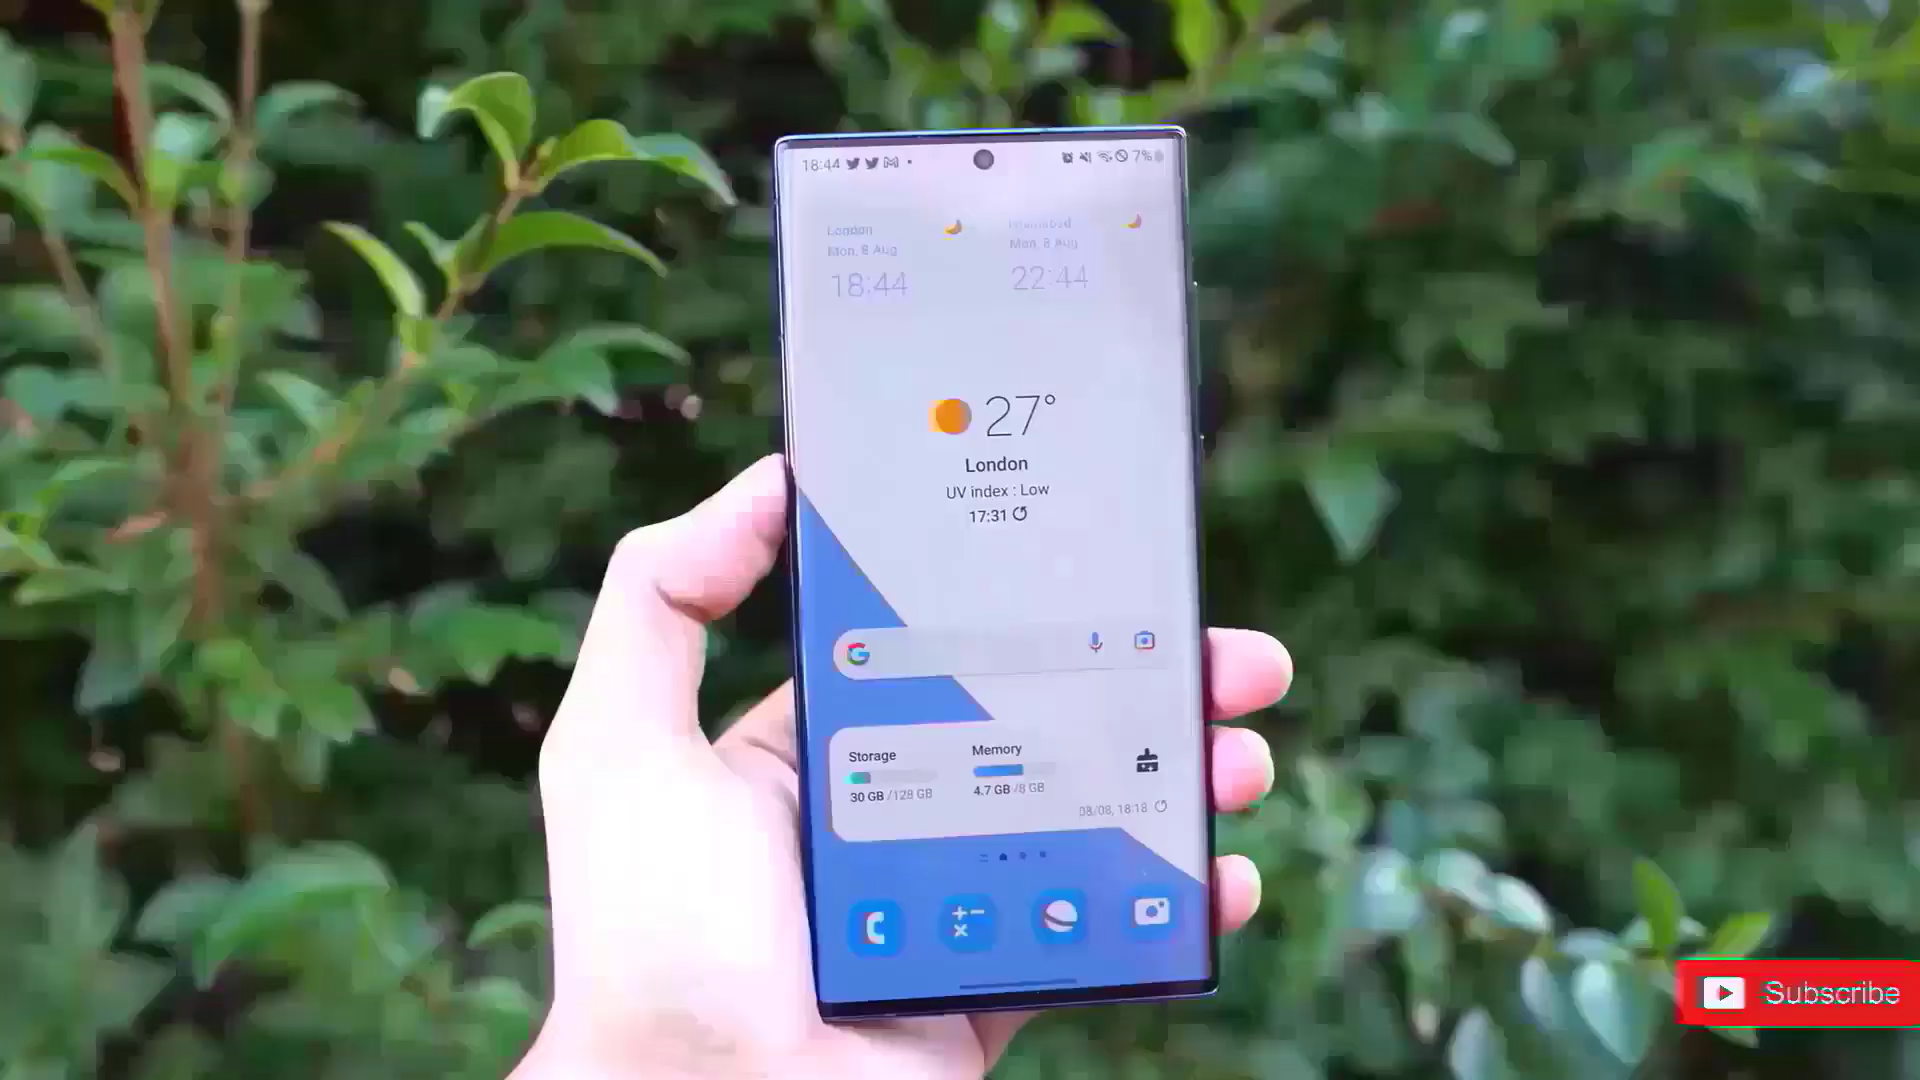 18:44
7%
London
Mon, 8 Aug
18:44
Islamabad
Mon, 8 Aug
22:44
27°
London
UV index : Low
17:31
Storage
30 GB /128 GB
Memory
4.7 GB /8 GB
08/08, 18:18
Subscribe